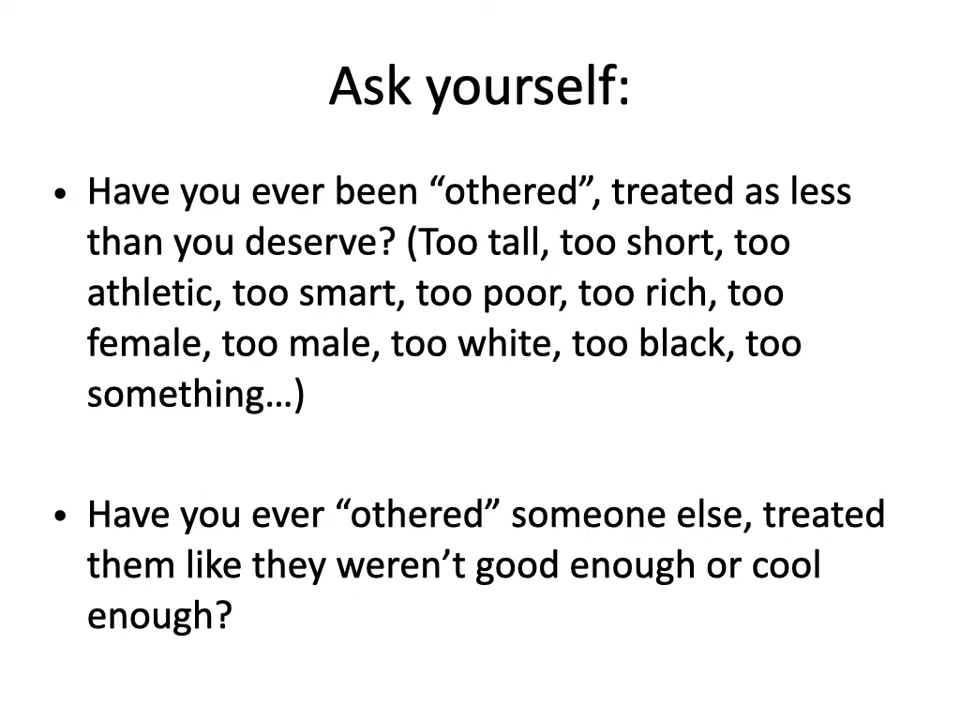 Ask yourself:
• Have you ever been “othered”, treated as less
than you deserve? (Too tall, too short, too
athletic, too smart, too poor, too rich, too
female, too male, too white, too black, too
something…)
• Have you ever “othered” someone else, treated
them like they weren’t good enough or cool
enough?